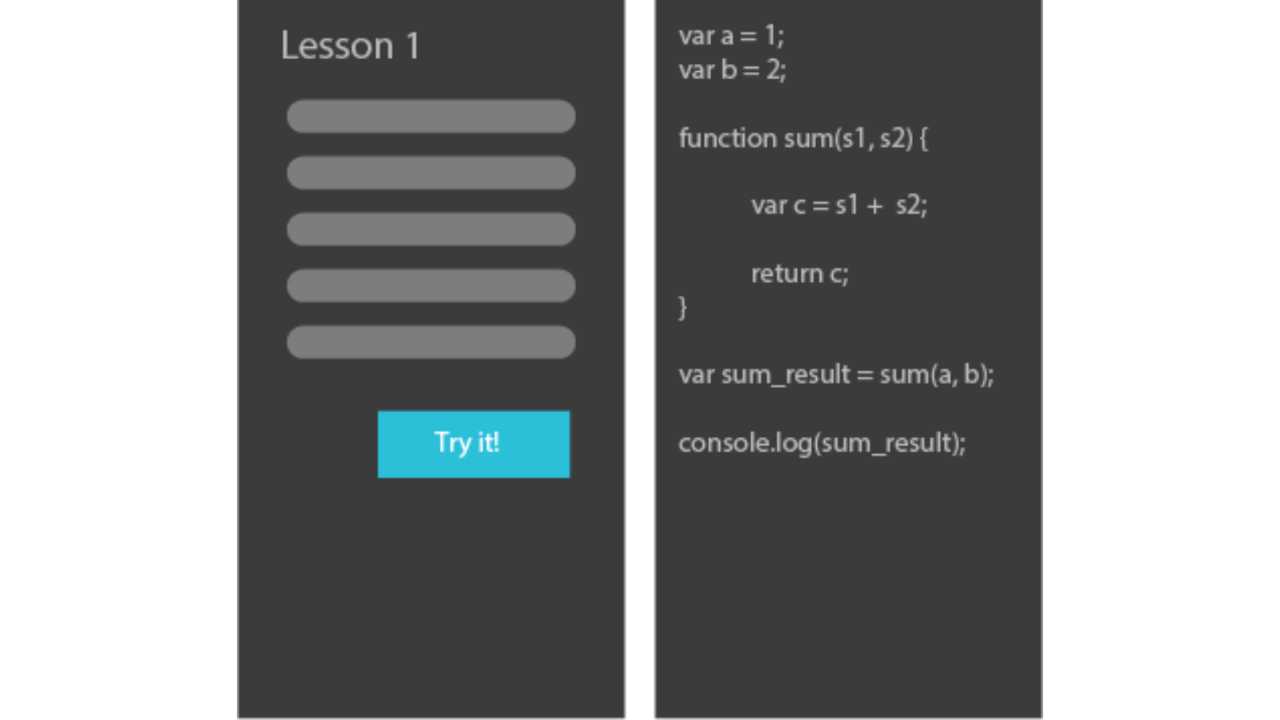 Lesson 1
Try it!
var a = 1;
var b = 2;
function sum(s1, s2) {
var c = s1 +  s2;
return c;
}
var sum_result = sum(a, b);
console.log(sum_result);